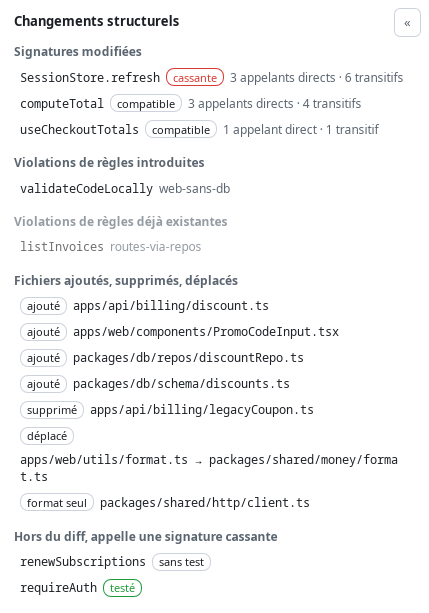 Changements structurels «
Signatures modifiées
SessionStore.refresh cassante 3 appelants directs · 6 transitifs
computeTotal compatible 3 appelants directs · 4 transitifs
useCheckoutTotals compatible 1 appelant direct · 1 transitif
Violations de règles introduites
validateCodeLocally web-sans-db
Violations de règles déjà existantes
listInvoices routes-via-repos
Fichiers ajoutés, supprimés, déplacés
ajouté apps/api/billing/discount.ts
ajouté apps/web/components/PromoCodeInput.tsx
ajouté packages/db/repos/discountRepo.ts
ajouté packages/db/schema/discounts.ts
supprimé apps/api/billing/legacyCoupon.ts
déplacé
apps/web/utils/format.ts → packages/shared/money/forma
t.ts
format seul packages/shared/http/client.ts
Hors du diff, appelle une signature cassante
renewSubscriptions sans test
requireAuth testé